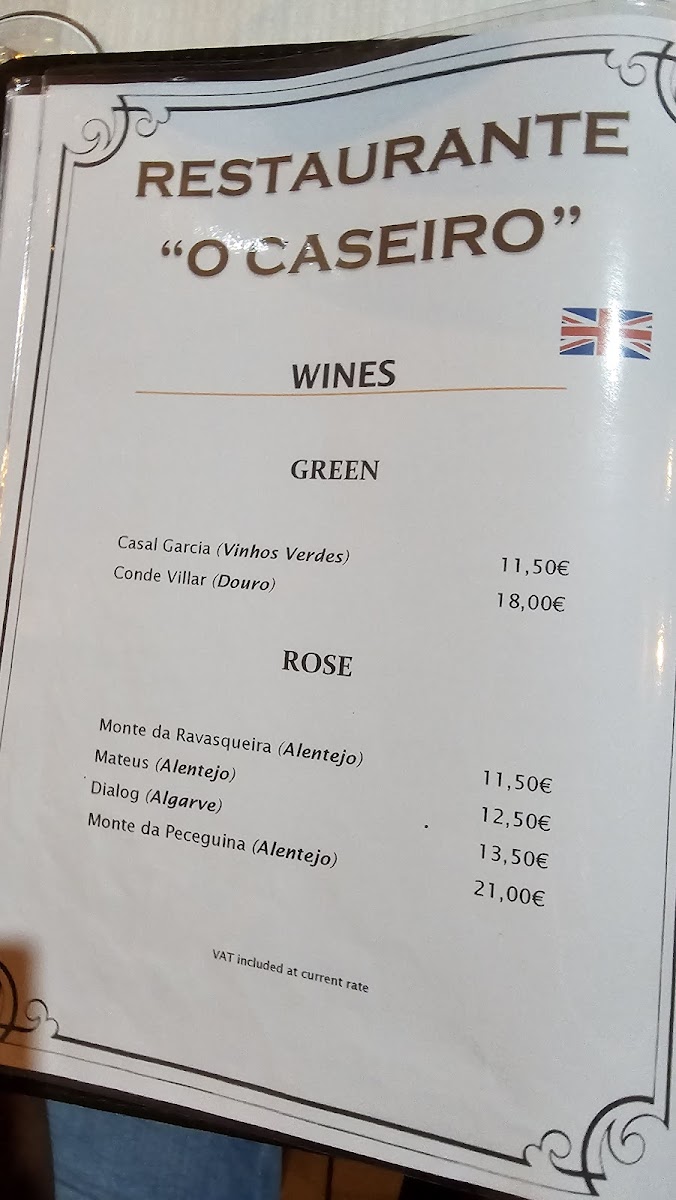 RESTAURANTE
“O CASEIRO”
WINES
GREEN
Casal Garcia (Vinhos Verdes) 11,50€
Conde Villar (Douro) 18,00€
ROSE
Monte da Ravasqueira (Alentejo) 11,50€
Mateus (Alentejo) 12,50€
Dialog (Algarve) 13,50€
Monte da Peceguina (Alentejo) 21,00€
VAT included at current rate